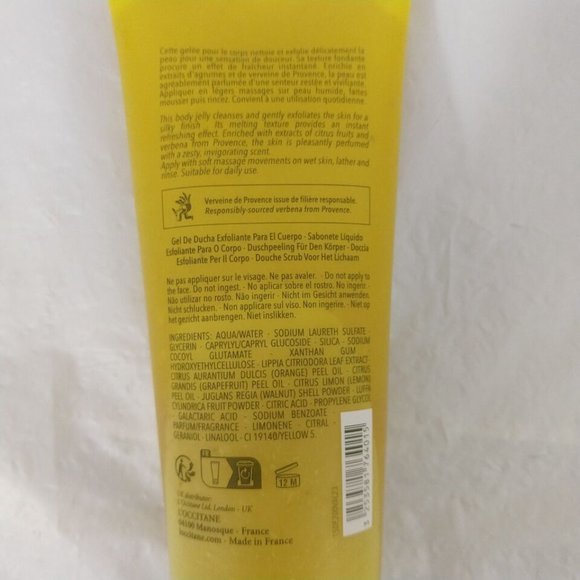 Cette gelée pour le corps nettoie et exfolie délicatement la
peau pour une sensation de douceur. Sa texture fondante
procure un effet de fraîcheur instantané. Enrichie en
extraits d'agrumes et de verveine de Provence, la peau est
agréablement parfumée d'une senteur zestée et vivifiante.
Appliquer en légers massages sur peau humide, faites
mousser puis rincez. Convient à une utilisation quotidienne.
This body jelly cleanses and gently exfoliates the skin for a
silky finish. Its melting texture provides an instant
refreshing effect. Enriched with extracts of citrus fruits and
verbena from Provence, the skin is pleasantly perfumed
with a zesty, invigorating scent.
Apply with soft massage movements on wet skin, lather and
rinse. Suitable for daily use.
Verveine de Provence issue de filière responsable.
Responsibly-sourced verbena from Provence.
Gel De Ducha Exfoliante Para El Cuerpo · Sabonete Líquido
Esfoliante Para O Corpo · Duschpeeling Für Den Körper · Doccia
Esfoliante Per Il Corpo · Douche Scrub Voor Het Lichaam
Ne pas appliquer sur le visage. Ne pas avaler. · Do not apply to
the face. Do not ingest. · No aplicar sobre el rostro. No ingerir ·
Não utilizar no rosto. Não ingerir · Nicht im Gesicht anwenden.
Nicht schlucken. · Non applicare sul viso. Non ingerire. · Niet op
het gezicht aanbrengen. Niet inslikken.
INGREDIENTS: AQUA/WATER · SODIUM LAURETH SULFATE ·
GLYCERIN · CAPRYLYL/CAPRYL GLUCOSIDE · SILICA · SODIUM
COCOYL GLUTAMATE · XANTHAN GUM ·
HYDROXYETHYLCELLULOSE · LIPPIA CITRIODORA LEAF EXTRACT ·
CITRUS AURANTIUM DULCIS (ORANGE) PEEL OIL · CITRUS
GRANDIS (GRAPEFRUIT) PEEL OIL · CITRUS LIMON (LEMON)
PEEL OIL · JUGLANS REGIA (WALNUT) SHELL POWDER · LUFFA
CYLINDRICA FRUIT POWDER · CITRIC ACID · PROPYLENE GLYCOL
· GALACTARIC ACID · SODIUM BENZOATE ·
PARFUM/FRAGRANCE · LIMONENE · CITRAL ·
GERANIOL · LINALOOL · CI 19140/YELLOW 5.
3 253581 764015
FR
12 M
UK distributor:
L'Occitane Ltd, London - UK
L'OCCITANE
04100 Manosque - France
loccitane.com - Made in France